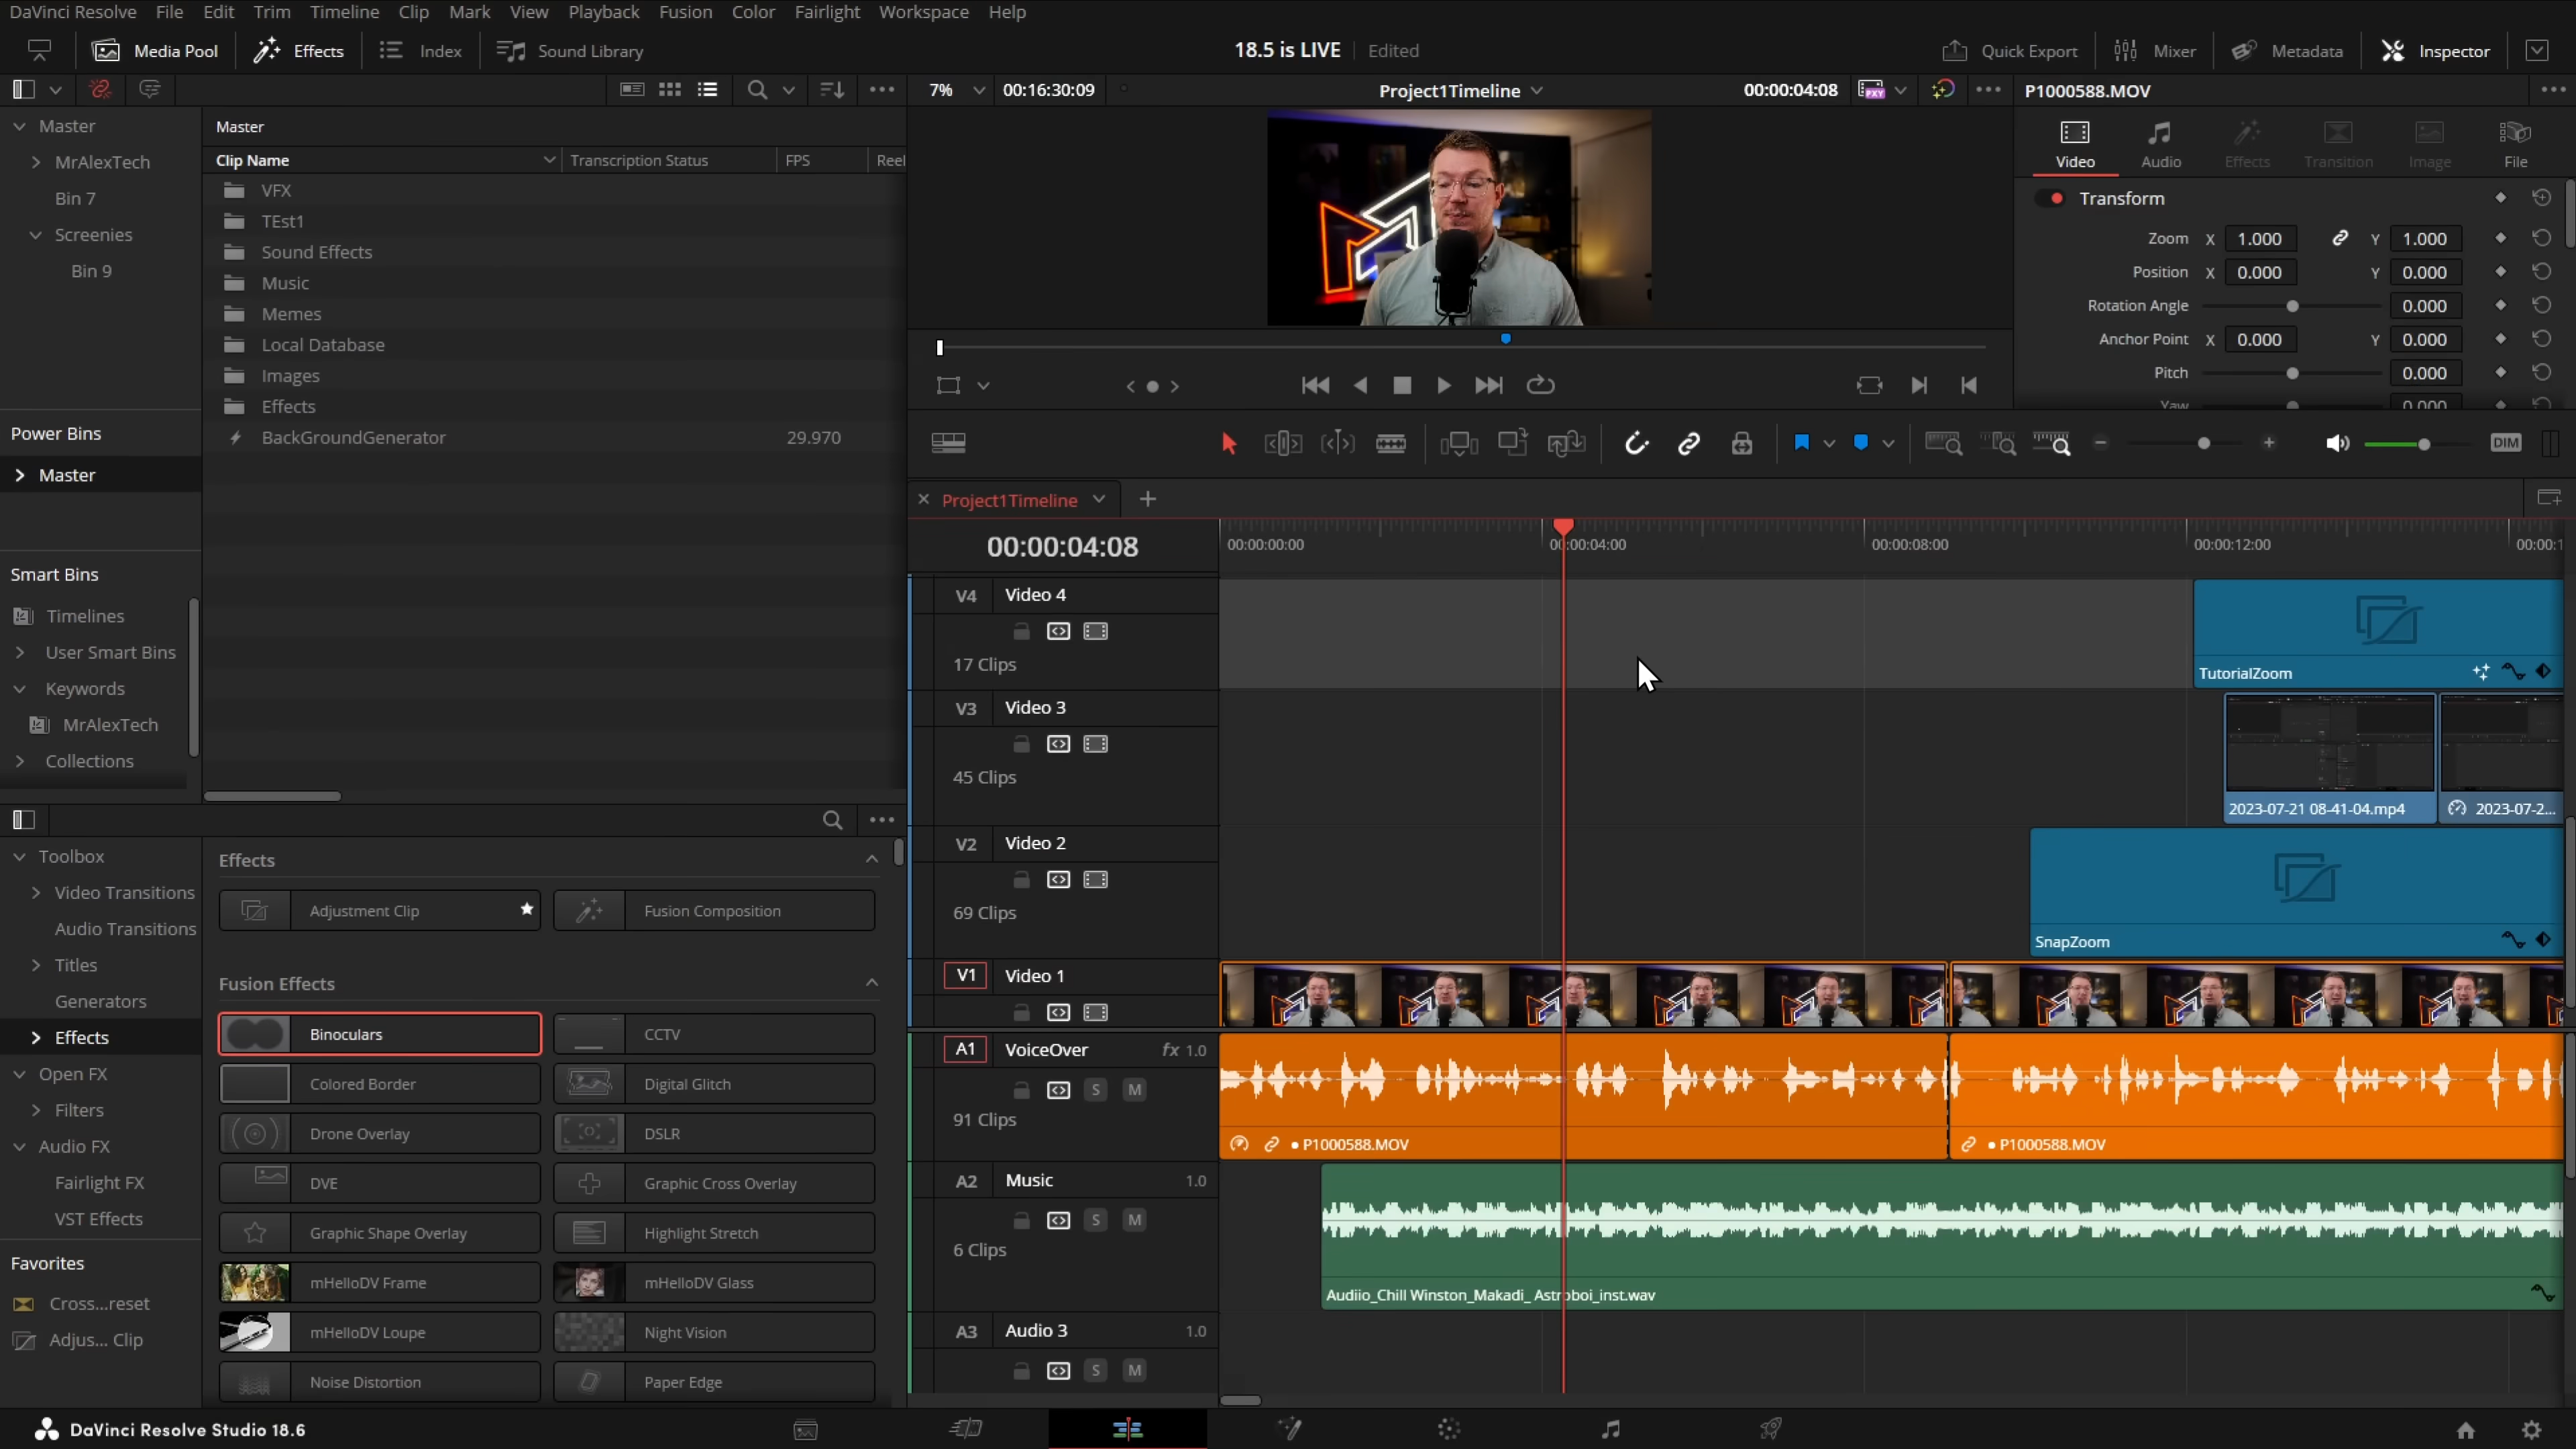 DaVinci Resolve File Edit Trim Timeline Clip Mark View Playback Fusion Color Fairlight Workspace Help
Media Pool Effects Index Sound Library
18.5 is LIVE Edited
Quick Export Mixer Metadata Inspector
7% 00:16:30:09 Project1Timeline 00:00:04:08 PXY P1000588.MOV
Master
MrAlexTech
Bin 7
Screenies
Bin 9
Power Bins
Master
Smart Bins
Timelines
User Smart Bins
Keywords
MrAlexTech
Collections
Master
Clip Name Transcription Status FPS Reel
VFX
TEst1
Sound Effects
Music
Memes
Local Database
Images
Effects
BackGroundGenerator 29.970
Video Audio Effects Transition Image File
Transform
Zoom X 1.000 Y 1.000
Position X 0.000 Y 0.000
Rotation Angle 0.000
Anchor Point X 0.000 Y 0.000
Pitch 0.000
Yaw 0.000
DIM
Project1Timeline
00:00:04:08
00:00:00:00 00:00:04:00 00:00:08:00 00:00:12:00 00:00:1
V4 Video 4
17 Clips
TutorialZoom
V3 Video 3
45 Clips
2023-07-21 08-41-04.mp4 2023-07-2...
V2 Video 2
69 Clips
SnapZoom
V1 Video 1
A1 VoiceOver fx 1.0
S M
91 Clips
P1000588.MOV P1000588.MOV
A2 Music 1.0
S M
6 Clips
Audiio_Chill Winston_Makadi_ Astroboi_inst.wav
A3 Audio 3 1.0
S M
Toolbox
Video Transitions
Audio Transitions
Titles
Generators
Effects
Open FX
Filters
Audio FX
Fairlight FX
VST Effects
Favorites
Cross...reset
Adjus... Clip
Effects
Adjustment Clip Fusion Composition
Fusion Effects
Binoculars CCTV
Colored Border Digital Glitch
Drone Overlay DSLR
DVE Graphic Cross Overlay
Graphic Shape Overlay Highlight Stretch
mHelloDV Frame mHelloDV Glass
mHelloDV Loupe Night Vision
Noise Distortion Paper Edge
DaVinci Resolve Studio 18.6